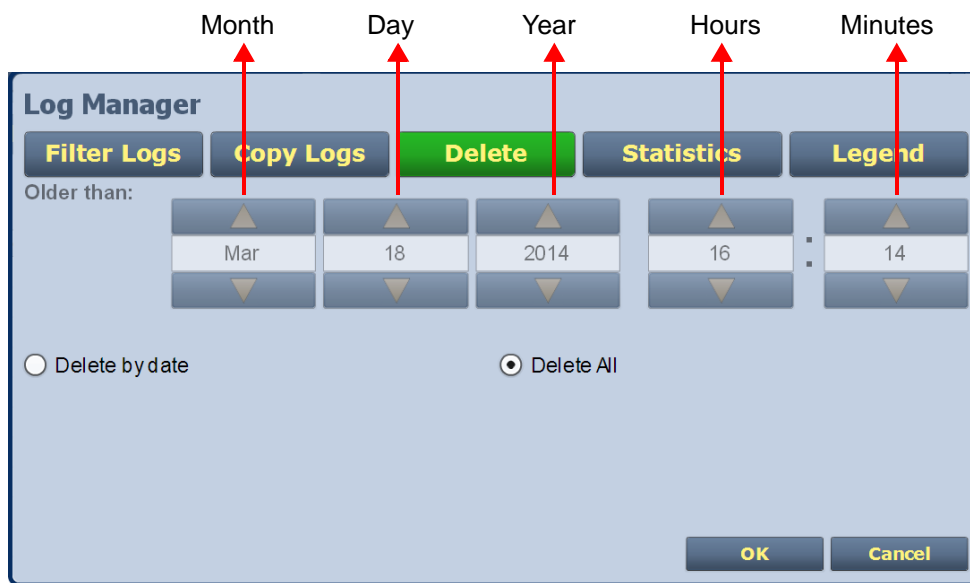 Month Day Year Hours Minutes
Log Manager
Filter Logs Copy Logs Delete Statistics Legend
Older than:
Mar 18 2014 16 : 14
Delete by date Delete All
OK Cancel